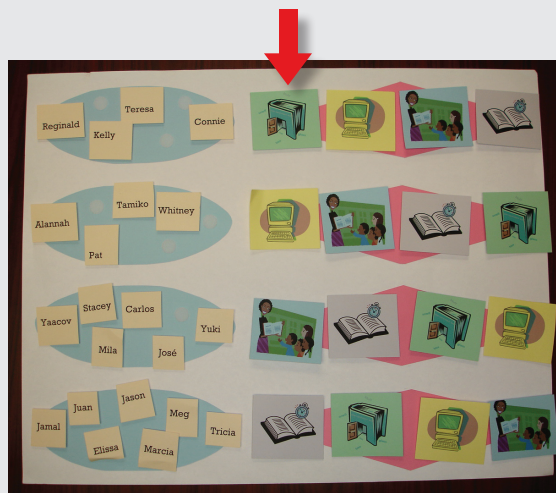 Reginald
Kelly
Teresa
Connie
Alannah
Pat
Tamiko
Whitney
Yaacov
Stacey
Mila
Carlos
José
Yuki
Jamal
Juan
Elissa
Jason
Marcia
Meg
Tricia